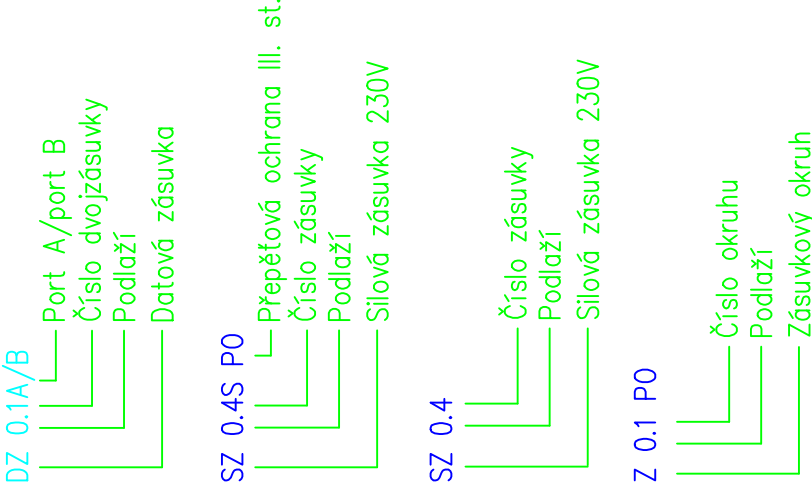 DZ 0.1A/B
Port A/port B
Číslo dvojzásuvky
Podlaží
Datová zásuvka
SZ 0.4S PO
Přepěťová ochrana III. st.
Číslo zásuvky
Podlaží
Silová zásuvka 230V
SZ 0.4
Číslo zásuvky
Podlaží
Silová zásuvka 230V
Z 0.1 PO
Číslo okruhu
Podlaží
Zásuvkový okruh